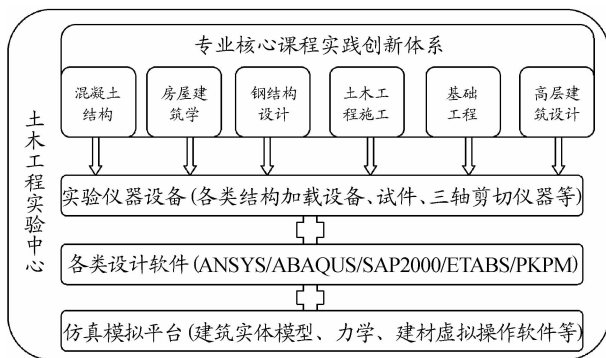 土木工程实验中心
专业核心课程实践创新体系
混凝土
结构
房屋建
筑学
钢结构
设计
土木工
程施工
基础
工程
高层建
筑设计
实验仪器设备(各类结构加载设备、试件、三轴剪切仪器等)
各类设计软件(ANSYS/ABAQUS/SAP2000/ETABS/PKPM)
仿真模拟平台(建筑实体模型、力学、建材虚拟操作软件等)